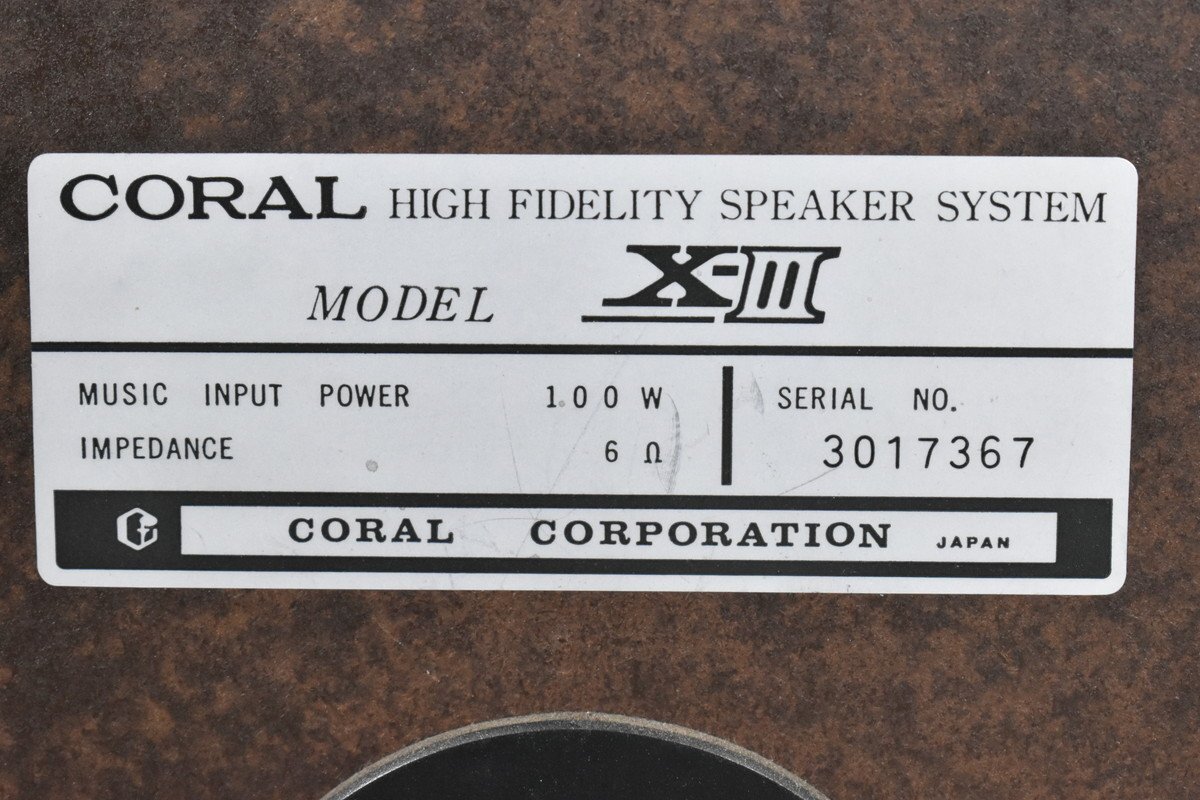 CORAL HIGH FIDELITY SPEAKER SYSTEM
MODEL X-III
MUSIC INPUT POWER 100 W
IMPEDANCE 6 Ω
SERIAL NO.
3017367
CORAL CORPORATION JAPAN